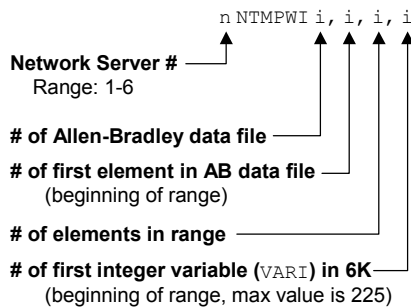 n NTMPWI i, i, i, i
Network Server #
Range: 1-6
# of Allen-Bradley data file
# of first element in AB data file
(beginning of range)
# of elements in range
# of first integer variable (VARI) in 6K
(beginning of range, max value is 225)